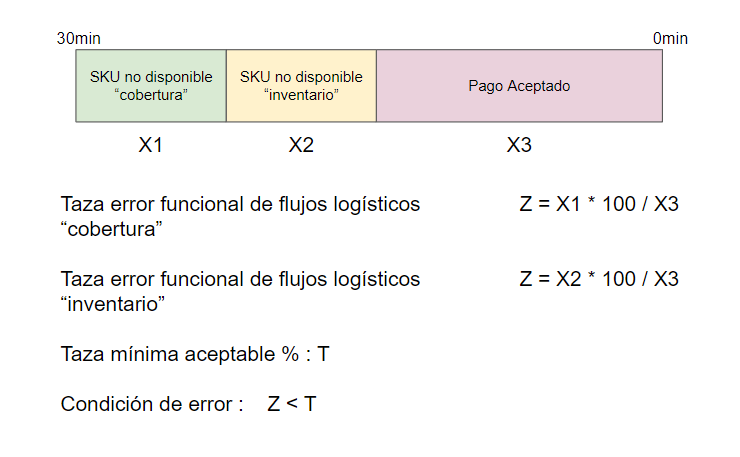 30min
0min
SKU no disponible
“cobertura”
SKU no disponible
“inventario”
Pago Aceptado
X1
X2
X3
Taza error funcional de flujos logísticos
“cobertura”
Z = X1 * 100 / X3
Taza error funcional de flujos logísticos
“inventario”
Z = X2 * 100 / X3
Taza mínima aceptable % : T
Condición de error : Z < T